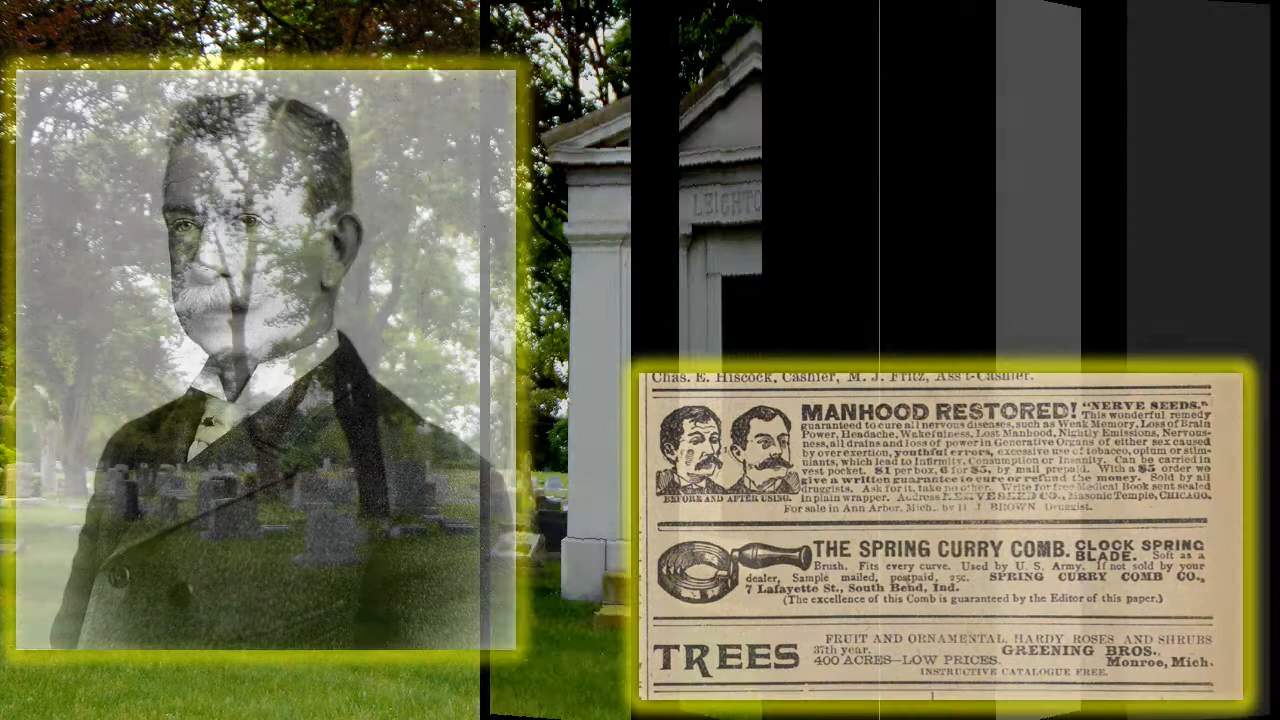 LEIGHTO
Chas. E. Hiscock, Cashier, M. J. Fritz, Ass't-Cashier.
MANHOOD RESTORED! "NERVE SEEDS."
This wonderful remedy
guaranteed to cure all nervous diseases, such as Weak Memory, Loss of Brain
Power, Headache, Wakefulness, Lost Manhood, Nightly Emissions, Nervous-
ness, all drains and loss of power in Generative Organs of either sex caused
by over exertion, youthful errors, excessive use of tobacco, opium or stim-
ulants, which lead to Infirmity, Consumption or Insanity. Can be carried in
vest pocket. $1 per box, 6 for $5, by mail prepaid. With a $5 order we
give a written guarantee to cure or refund the money. Sold by all
druggists. Ask for it, take no other. Write for free Medical Book sent sealed
in plain wrapper. Address NERVE SEED CO., Masonic Temple, CHICAGO.
BEFORE AND AFTER USING.
For sale in Ann Arbor, Mich., by H. J. BROWN, Druggist.
THE SPRING CURRY COMB. CLOCK SPRING
BLADE. Soft as a
Brush. Fits every curve. Used by U. S. Army. If not sold by your
dealer, Sample mailed, postpaid, 25c. SPRING CURRY COMB CO.,
7 Lafayette St., South Bend, Ind.
(The excellence of this Comb is guaranteed by the Editor of this paper.)
TREES
FRUIT AND ORNAMENTAL, HARDY ROSES AND SHRUBS
37th year. GREENING BROS.,
400 ACRES—LOW PRICES. Monroe, Mich.
INSTRUCTIVE CATALOGUE FREE.